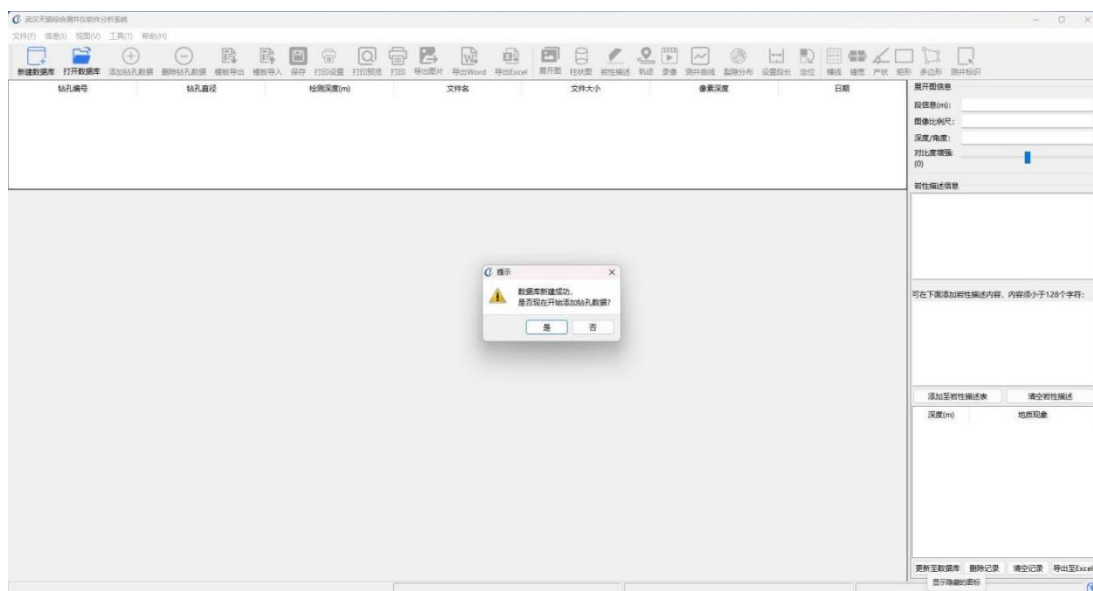 武汉天宸综合测井仪软件分析系统
文件(F) 信息(I) 视图(V) 工具(T) 帮助(H)
新建数据库 打开数据库 添加钻孔数据 删除钻孔数据 模板导出 模板导入 保存 打印设置 打印预览 打印 导出图片 导出Word 导出Excel 展开图 柱状图 岩性描述 轨迹 录像 测井曲线 裂隙分布 设置段长 定位 横线 缝宽 产状 矩形 多边形 测井标识
钻孔编号 钻孔直径 检测深度(m) 文件名 文件大小 像素深度 日期
展开图信息
段信息(m):
图像比例尺:
深度/角度:
对比度增强:
(0)
岩性描述信息
提示
数据库新建成功,
是否现在开始添加钻孔数据?
是 否
可在下面添加岩性描述内容,内容须小于128个字符:
添加至岩性描述表 清空岩性描述
深度(m) 地质现象
更新至数据库 删除记录 清空记录 导出至Excel
显示隐藏的图标